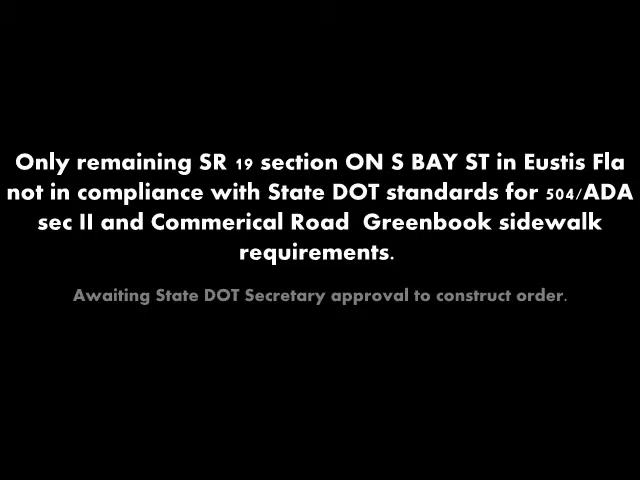 Only remaining SR 19 section ON S BAY ST in Eustis Fla
not in compliance with State DOT standards for 504/ADA
sec II and Commerical Road  Greenbook sidewalk
requirements.
Awaiting State DOT Secretary approval to construct order.